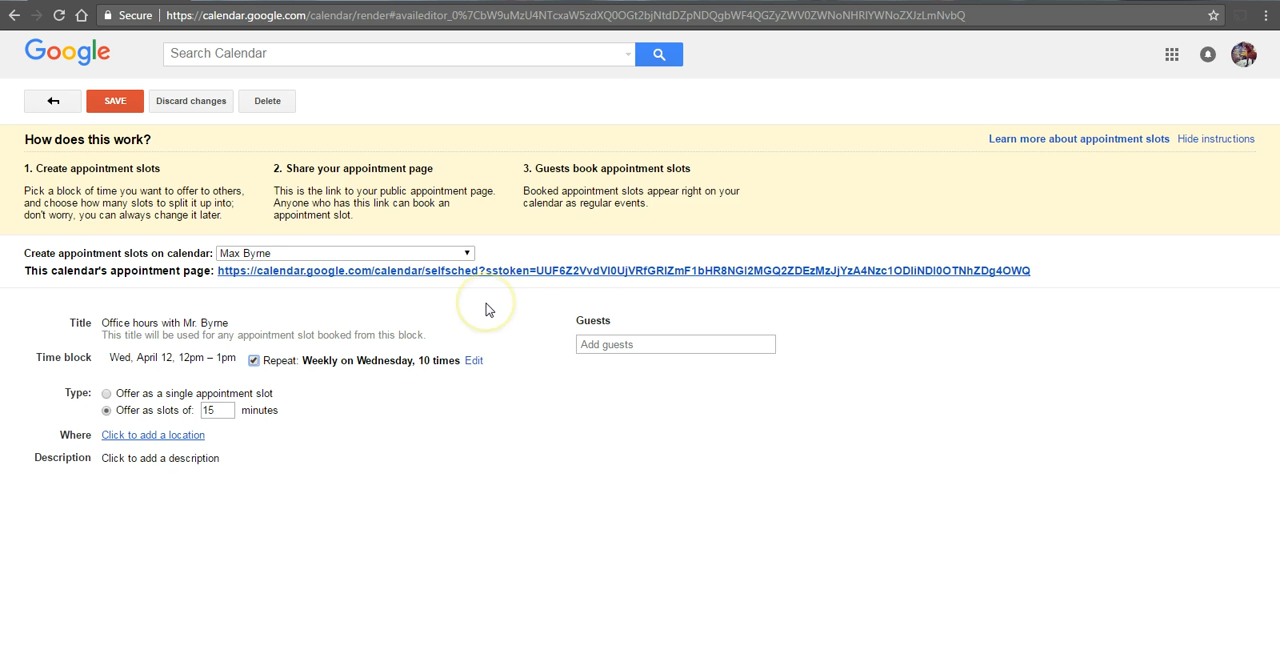 Secure https://calendar.google.com/calendar/render#availeditor_0%7CbW9uMzU4NTcxaW5zdXQ0OGt2bjNtdDZpNDQgbWF4QGZyZWV0ZWNoNHRlYWNoZXJzLmNvbQ
Google Search Calendar
SAVE Discard changes Delete
How does this work? Learn more about appointment slots Hide instructions
1. Create appointment slots 2. Share your appointment page 3. Guests book appointment slots
Pick a block of time you want to offer to others, This is the link to your public appointment page. Booked appointment slots appear right on your
and choose how many slots to split it up into; Anyone who has this link can book an calendar as regular events.
don't worry, you can always change it later. appointment slot.
Create appointment slots on calendar: Max Byrne
This calendar's appointment page: https://calendar.google.com/calendar/selfsched?sstoken=UUF6Z2VvdVl0UjVRfGRlZmF1bHR8NGI2MGQ2ZDEzMzJjYzA4Nzc1ODliNDI0OTNhZDg4OWQ
Title Office hours with Mr. Byrne Guests
This title will be used for any appointment slot booked from this block.
Add guests
Time block Wed, April 12, 12pm – 1pm Repeat: Weekly on Wednesday, 10 times Edit
Type: Offer as a single appointment slot
Offer as slots of: 15 minutes
Where Click to add a location
Description Click to add a description